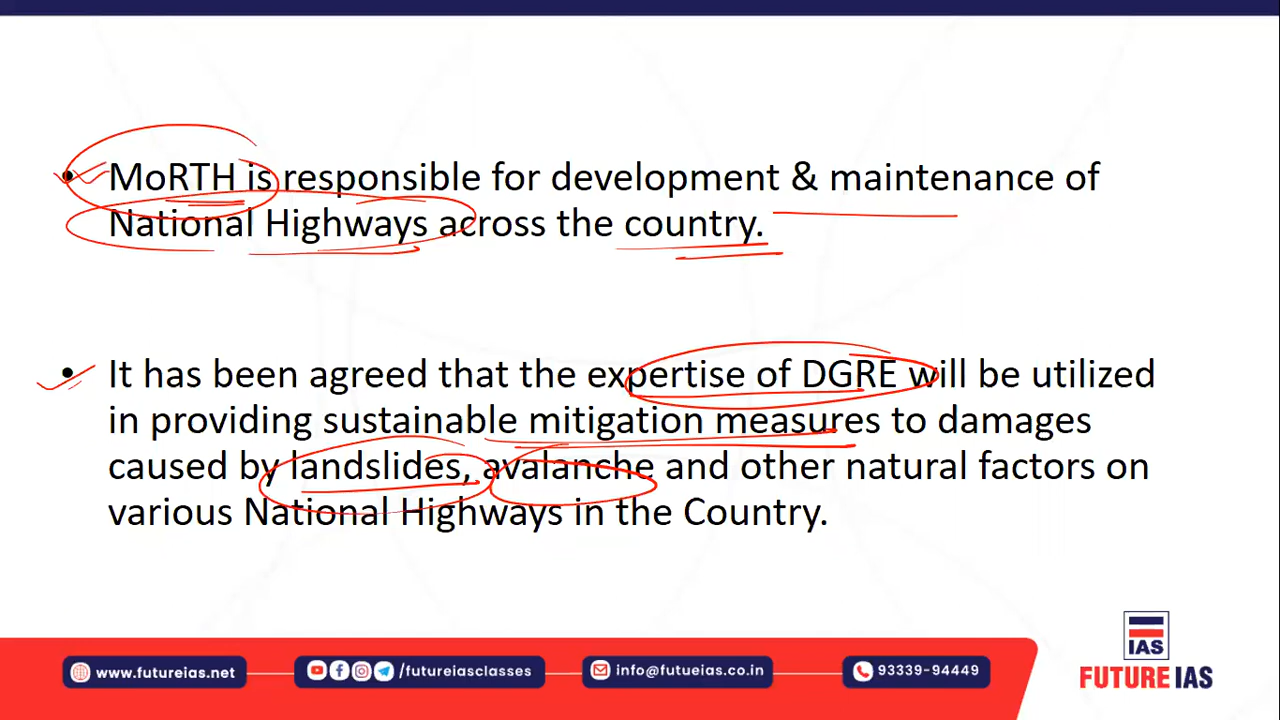 • MoRTH is responsible for development & maintenance of
National Highways across the country.
• It has been agreed that the expertise of DGRE will be utilized
in providing sustainable mitigation measures to damages
caused by landslides, avalanche and other natural factors on
various National Highways in the Country.
www.futureias.net
/futureiasclasses
info@futueias.co.in
93339-94449
IAS
FUTURE IAS